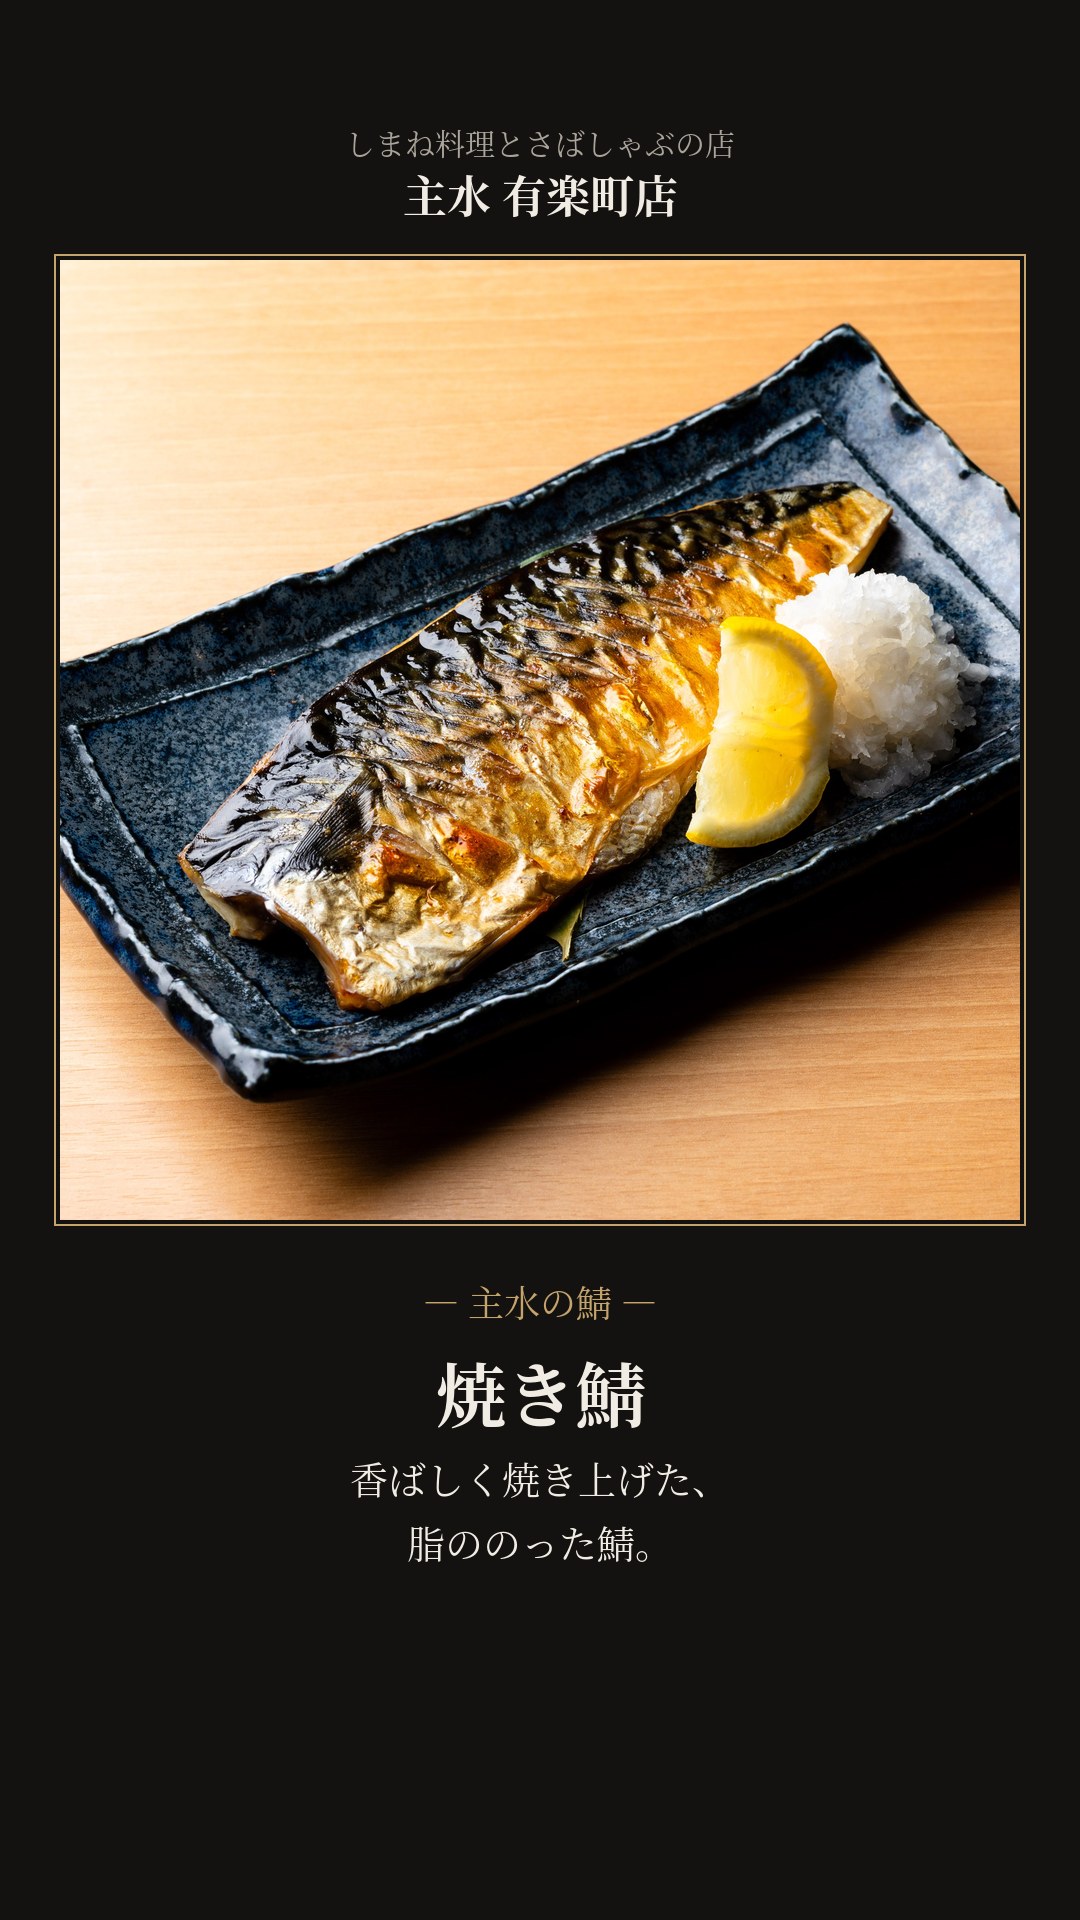 しまね料理とさばしゃぶの店
主水 有楽町店
— 主水の鯖 —
焼き鯖
香ばしく焼き上げた、
脂ののった鯖。